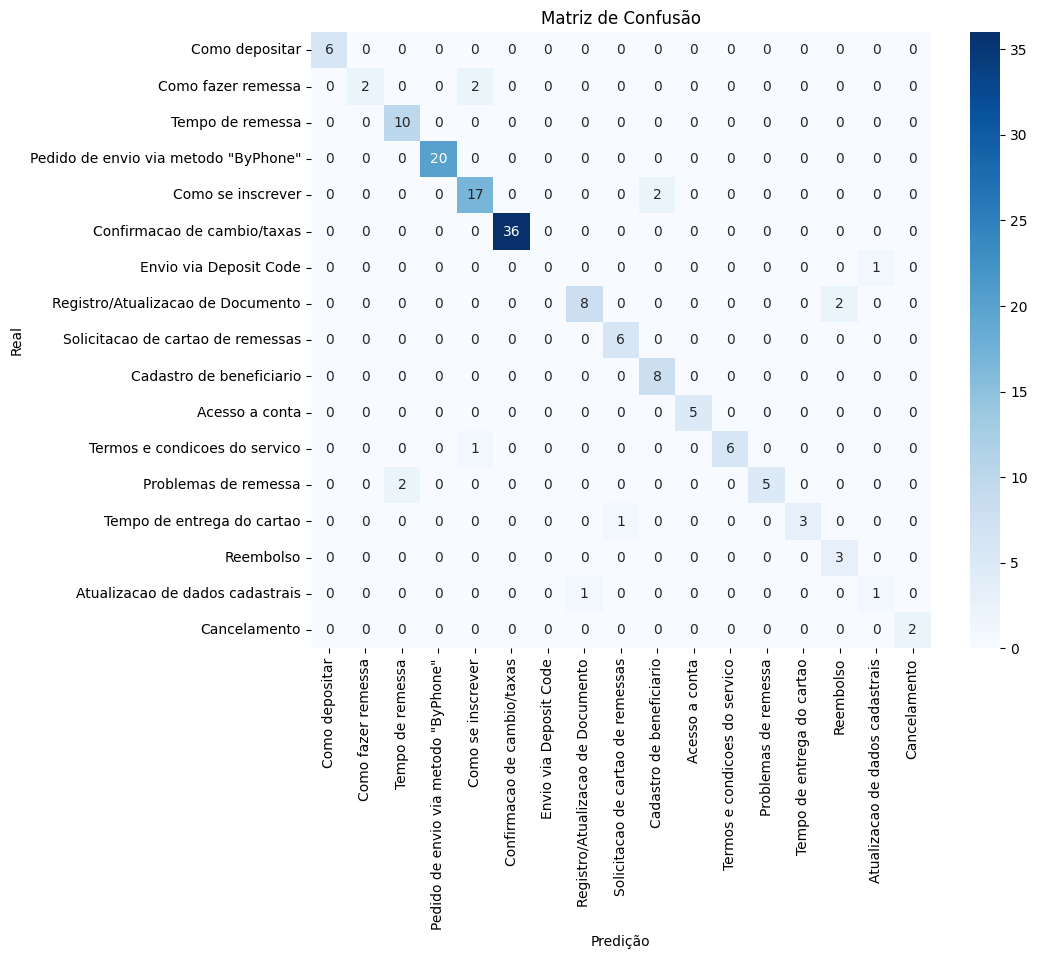 Matriz de Confusão
Real
Como depositar 6 0 0 0 0 0 0 0 0 0 0 0 0 0 0 0 0
Como fazer remessa 0 2 0 0 2 0 0 0 0 0 0 0 0 0 0 0 0
Tempo de remessa 0 0 10 0 0 0 0 0 0 0 0 0 0 0 0 0 0
Pedido de envio via metodo "ByPhone" 0 0 0 20 0 0 0 0 0 0 0 0 0 0 0 0 0
Como se inscrever 0 0 0 0 17 0 0 0 0 2 0 0 0 0 0 0 0
Confirmacao de cambio/taxas 0 0 0 0 0 36 0 0 0 0 0 0 0 0 0 0 0
Envio via Deposit Code 0 0 0 0 0 0 0 0 0 0 0 0 0 0 0 1 0
Registro/Atualizacao de Documento 0 0 0 0 0 0 0 8 0 0 0 0 0 0 2 0 0
Solicitacao de cartao de remessas 0 0 0 0 0 0 0 0 6 0 0 0 0 0 0 0 0
Cadastro de beneficiario 0 0 0 0 0 0 0 0 0 8 0 0 0 0 0 0 0
Acesso a conta 0 0 0 0 0 0 0 0 0 0 5 0 0 0 0 0 0
Termos e condicoes do servico 0 0 0 0 1 0 0 0 0 0 0 6 0 0 0 0 0
Problemas de remessa 0 0 2 0 0 0 0 0 0 0 0 0 5 0 0 0 0
Tempo de entrega do cartao 0 0 0 0 0 0 0 0 1 0 0 0 0 3 0 0 0
Reembolso 0 0 0 0 0 0 0 0 0 0 0 0 0 0 3 0 0
Atualizacao de dados cadastrais 0 0 0 0 0 0 0 1 0 0 0 0 0 0 0 1 0
Cancelamento 0 0 0 0 0 0 0 0 0 0 0 0 0 0 0 0 2
Como depositar
Como fazer remessa
Tempo de remessa
Pedido de envio via metodo "ByPhone"
Como se inscrever
Confirmacao de cambio/taxas
Envio via Deposit Code
Registro/Atualizacao de Documento
Solicitacao de cartao de remessas
Cadastro de beneficiario
Acesso a conta
Termos e condicoes do servico
Problemas de remessa
Tempo de entrega do cartao
Reembolso
Atualizacao de dados cadastrais
Cancelamento
Predição
35
30
25
20
15
10
5
0